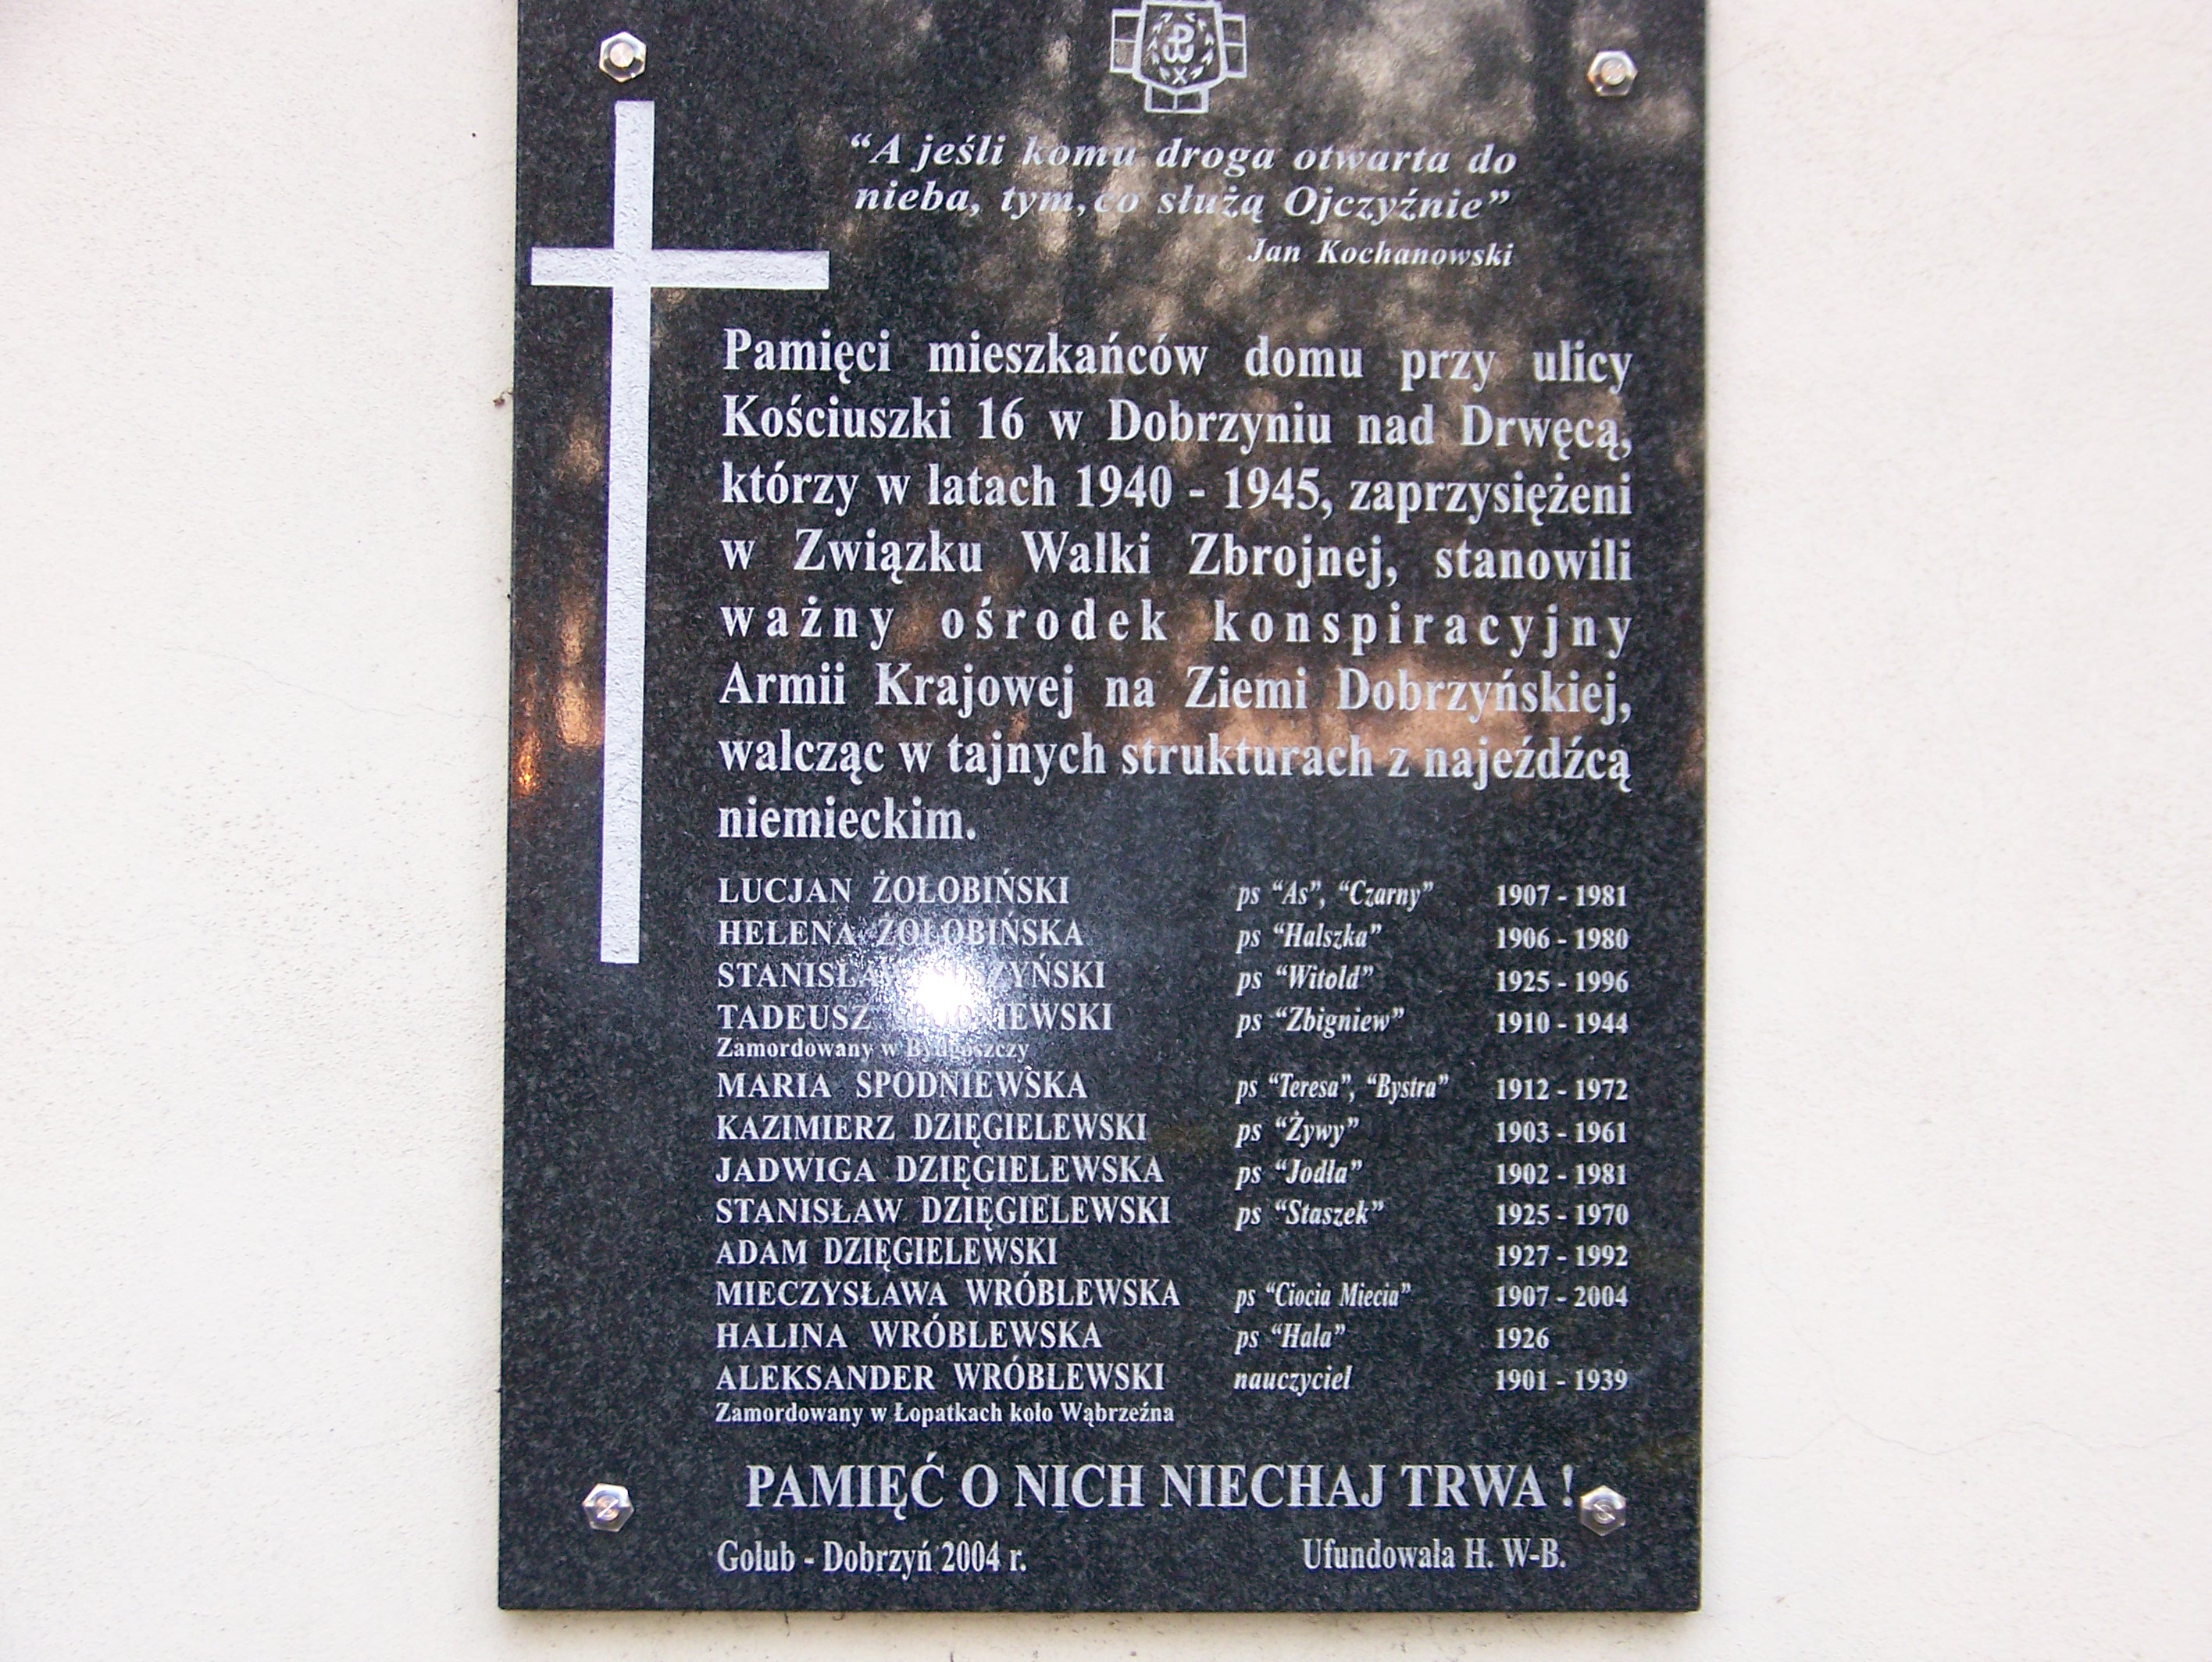 “A jeśli komu droga otwarta do
nieba, tym, co służą Ojczyźnie”
Jan Kochanowski
Pamięci mieszkańców domu przy ulicy
Kościuszki 16 w Dobrzyniu nad Drwęcą,
którzy w latach 1940 - 1945, zaprzysiężeni
w Związku Walki Zbrojnej, stanowili
ważny ośrodek konspiracyjny
Armii Krajowej na Ziemi Dobrzyńskiej,
walcząc w tajnych strukturach z najeźdźcą
niemieckim.
LUCJAN ŻOŁOBIŃSKI ps “As”, “Czarny” 1907 - 1981
HELENA ŻOŁOBIŃSKA ps “Halszka” 1906 - 1980
STANISŁAW ps “Witold” 1925 - 1996
TADEUSZ ps “Zbigniew” 1910 - 1944
Zamordowany w Bydgoszczy
MARIA SPODNIEWSKA ps “Teresa”, “Bystra” 1912 - 1972
KAZIMIERZ DZIĘGIELEWSKI ps “Żywy” 1903 - 1961
JADWIGA DZIĘGIELEWSKA ps “Jodła” 1902 - 1981
STANISŁAW DZIĘGIELEWSKI ps “Staszek” 1925 - 1970
ADAM DZIĘGIELEWSKI 1927 - 1992
MIECZYSŁAWA WRÓBLEWSKA ps “Ciocia Miecia” 1907 - 2004
HALINA WRÓBLEWSKA ps “Hala” 1926
ALEKSANDER WRÓBLEWSKI nauczyciel 1901 - 1939
Zamordowany w Łopatkach koło Wąbrzeźna
PAMIĘĆ O NICH NIECHAJ TRWA !
Golub - Dobrzyń 2004 r. Ufundowała H. W-B.